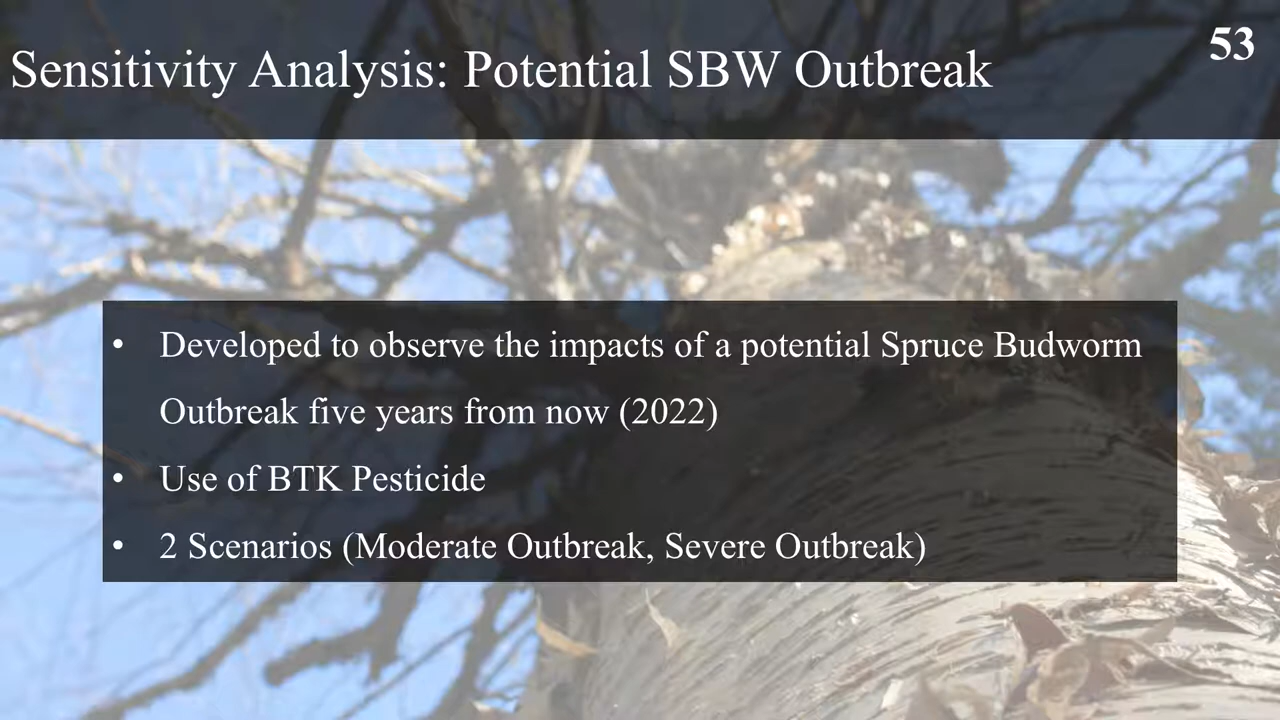 Sensitivity Analysis: Potential SBW Outbreak
53
• Developed to observe the impacts of a potential Spruce Budworm
Outbreak five years from now (2022)
• Use of BTK Pesticide
• 2 Scenarios (Moderate Outbreak, Severe Outbreak)